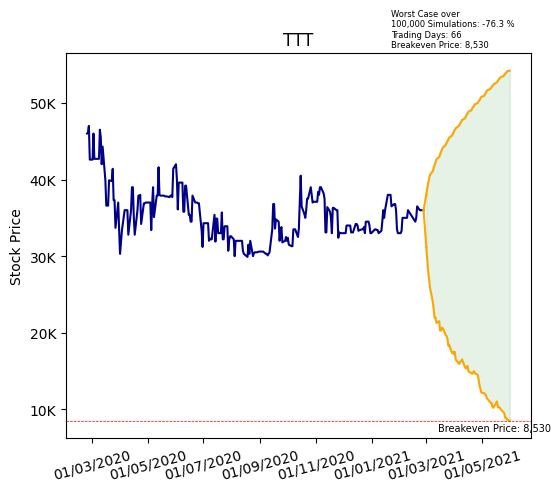 Worst Case over
100,000 Simulations: -76.3 %
Trading Days: 66
Breakeven Price: 8,530
TTT
Stock Price
50K
40K
30K
20K
10K
Breakeven Price: 8,530
01/03/2020
01/05/2020
01/07/2020
01/09/2020
01/11/2020
01/01/2021
01/03/2021
01/05/2021